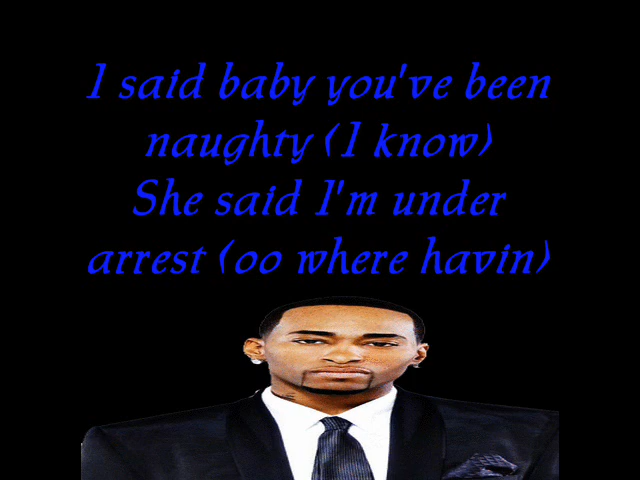 I said baby you've been
naughty (I know)
She said I'm under
arrest (oo where havin)